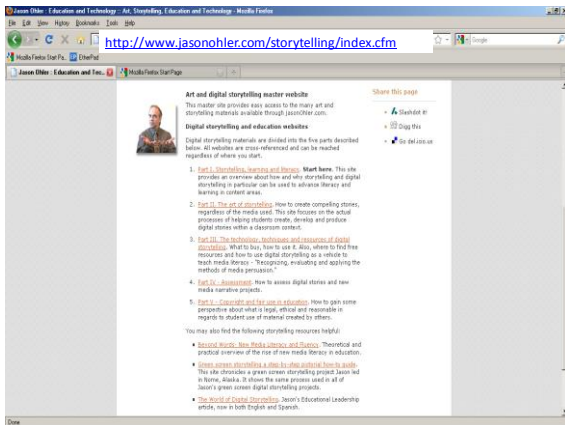 Jason Ohler : Education and Technology :: Art, Storytelling, Education and Technology - Mozilla Firefox
File Edit View History Bookmarks Tools Help
http://www.jasonohler.com/storytelling/index.cfm
Google
Mozilla Firefox Start Pa... EtherPad
Jason Ohler : Education and Tec... Mozilla Firefox Start Page
Art and digital storytelling master website
This master site provides easy access to the many art and
storytelling materials available through jasonohler.com.
Digital storytelling and education websites
Digital storytelling materials are divided into the five parts described
below. All websites are cross-referenced and can be reached
regardless of where you start.
1. Part I. Storytelling, learning and literacy. Start here. This site
provides an overview about how and why storytelling and digital
storytelling in particular can be used to advance literacy and
learning in content areas.
2. Part II. The art of storytelling. How to create compelling stories,
regardless of the media used. This site focuses on the actual
processes of helping students create, develop and produce
digital stories within a classroom context.
3. Part III. The technology, techniques and resources of digital
storytelling. What to buy, how to use it. Also, where to find free
resources and how to use digital storytelling as a vehicle to
teach media literacy - "Recognizing, evaluating and applying the
methods of media persuasion."
4. Part IV - Assessment. How to assess digital stories and new
media narrative projects.
5. Part V - Copyright and fair use in education. How to gain some
perspective about what is legal, ethical and reasonable in
regards to student use of material created by others.
You may also find the following storytelling resources helpful:
Beyond Words- New Media Literacy and Fluency. Theoretical and
practical overview of the rise of new media literacy in education.
Green screen storytelling a step-by-step pictorial how-to guide.
This site chronicles a green screen storytelling project Jason led
in Nome, Alaska. It shows the same process used in all of
Jason's green screen digital storytelling projects.
The World of Digital Storytelling. Jason's Educational Leadership
article, now in both English and Spanish.
Share this page
Slashdot it!
Digg this
Go del.icio.us
Done